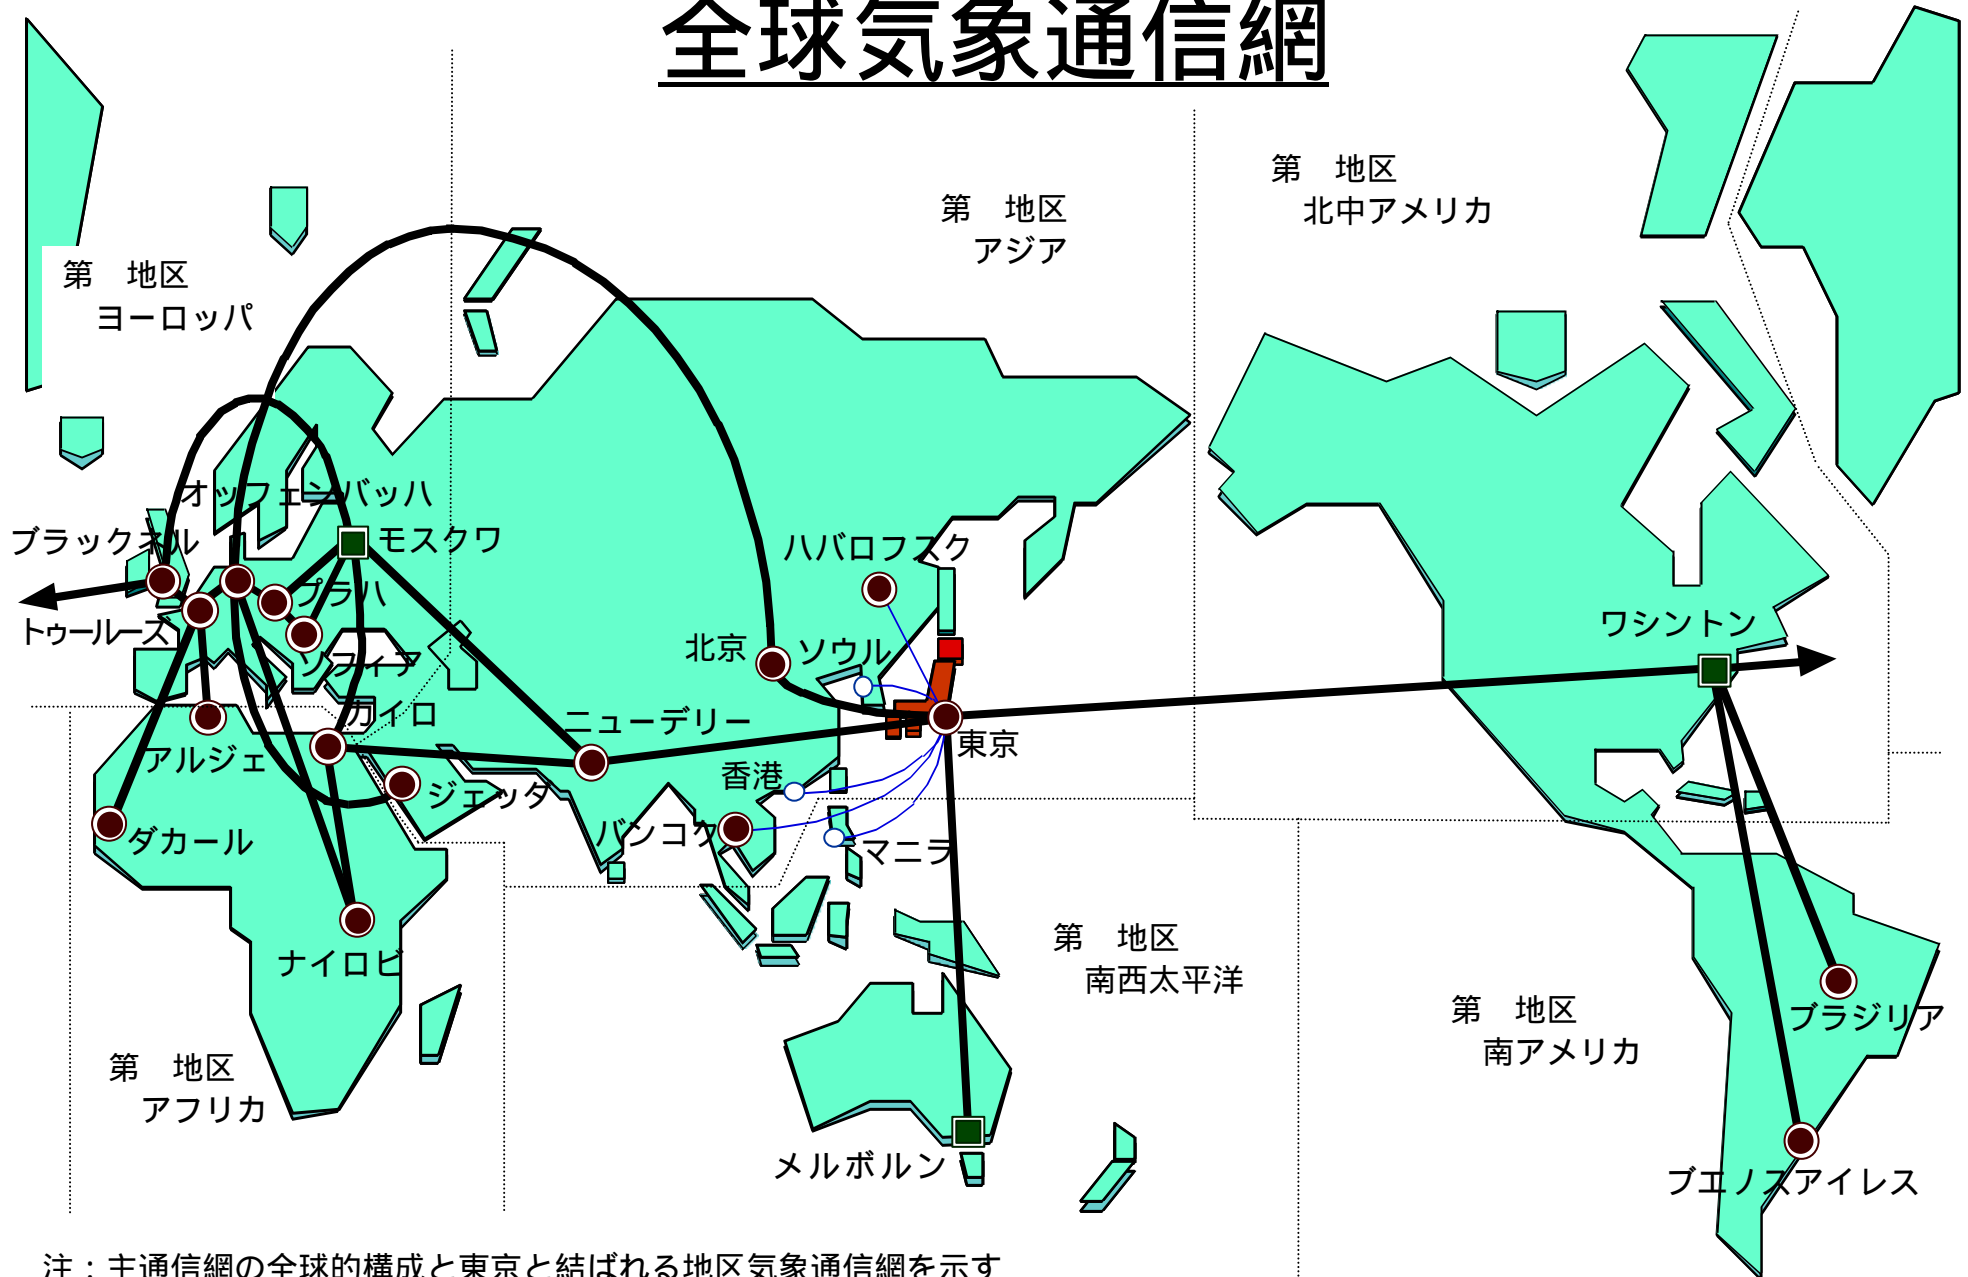 全球気象通信網
第　地区
北中アメリカ
第　地区
アジア
第　地区
ヨーロッパ
オッフェンバッハ
ブラックネル
モスクワ
ハバロフスク
プラハ
トゥールーズ
ワシントン
北京
ソウル
ソフィア
カイロ
ニューデリー
東京
アルジェ
香港
ジェッダ
バンコク
ダカール
マニラ
ナイロビ
第　地区
南西太平洋
第　地区
南アメリカ
ブラジリア
第　地区
アフリカ
メルボルン
ブエノスアイレス
注：主通信網の全球的構成と東京と結ばれる地区気象通信網を示す